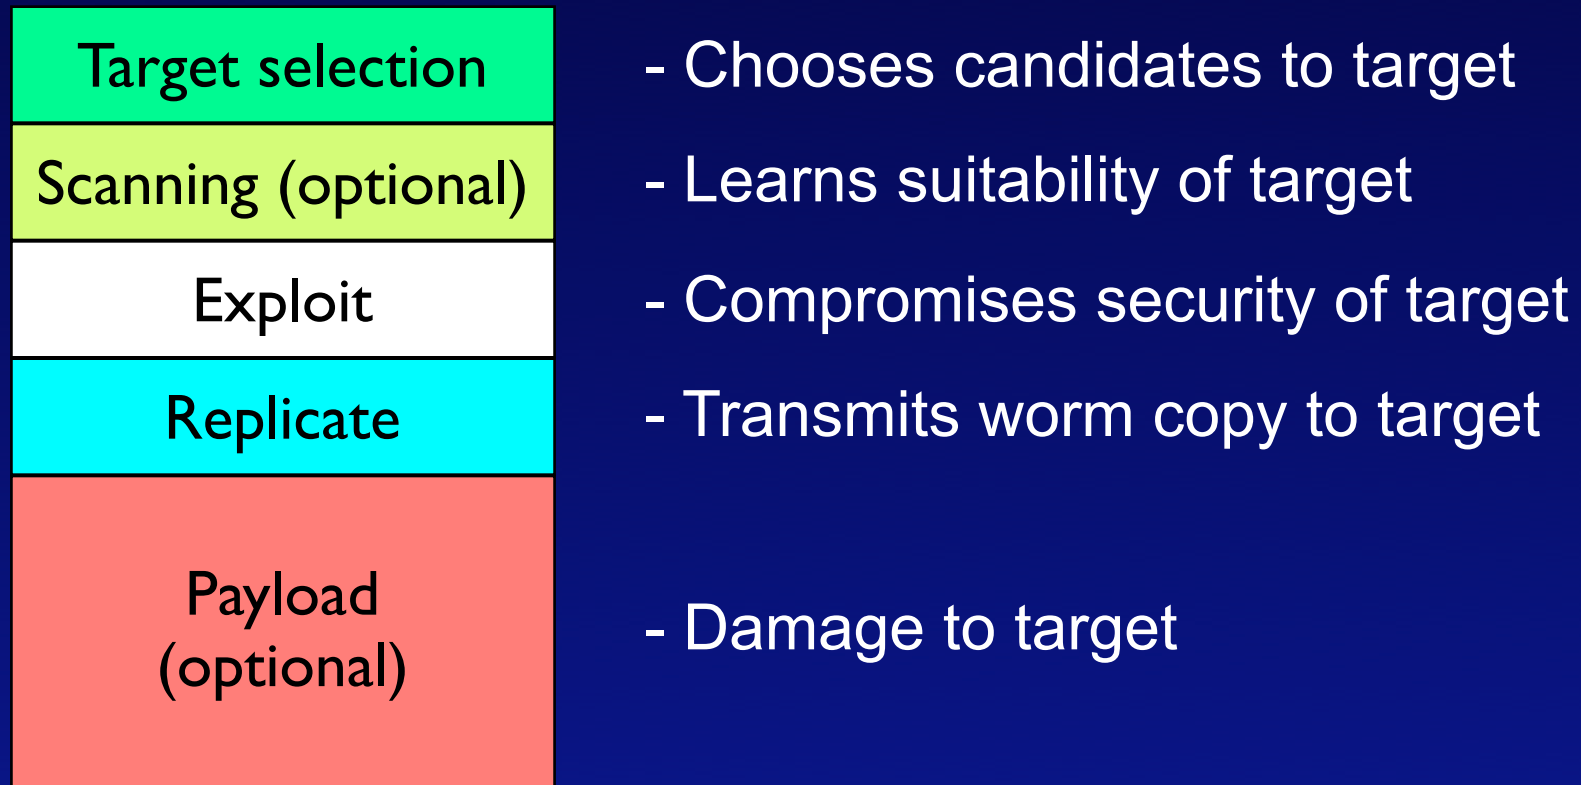 Target selection - Chooses candidates to target
Scanning (optional) - Learns suitability of target
Exploit - Compromises security of target
Replicate - Transmits worm copy to target
Payload
(optional) - Damage to target